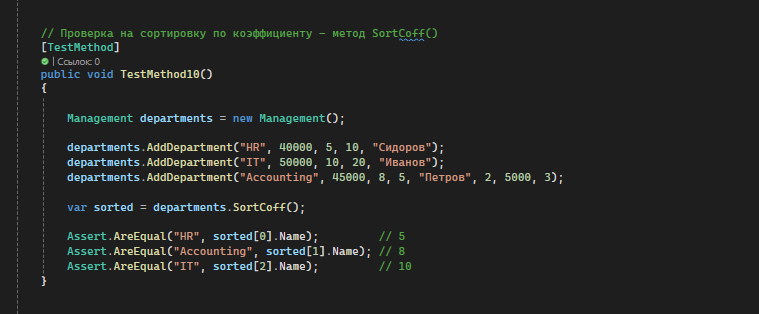 // Проверка на сортировку по коэффициенту – метод SortCoff()
[TestMethod]
| Ссылок: 0
public void TestMethod10()
{
Management departments = new Management();
departments.AddDepartment("HR", 40000, 5, 10, "Сидоров");
departments.AddDepartment("IT", 50000, 10, 20, "Иванов");
departments.AddDepartment("Accounting", 45000, 8, 5, "Петров", 2, 5000, 3);
var sorted = departments.SortCoff();
Assert.AreEqual("HR", sorted[0].Name); // 5
Assert.AreEqual("Accounting", sorted[1].Name); // 8
Assert.AreEqual("IT", sorted[2].Name); // 10
}